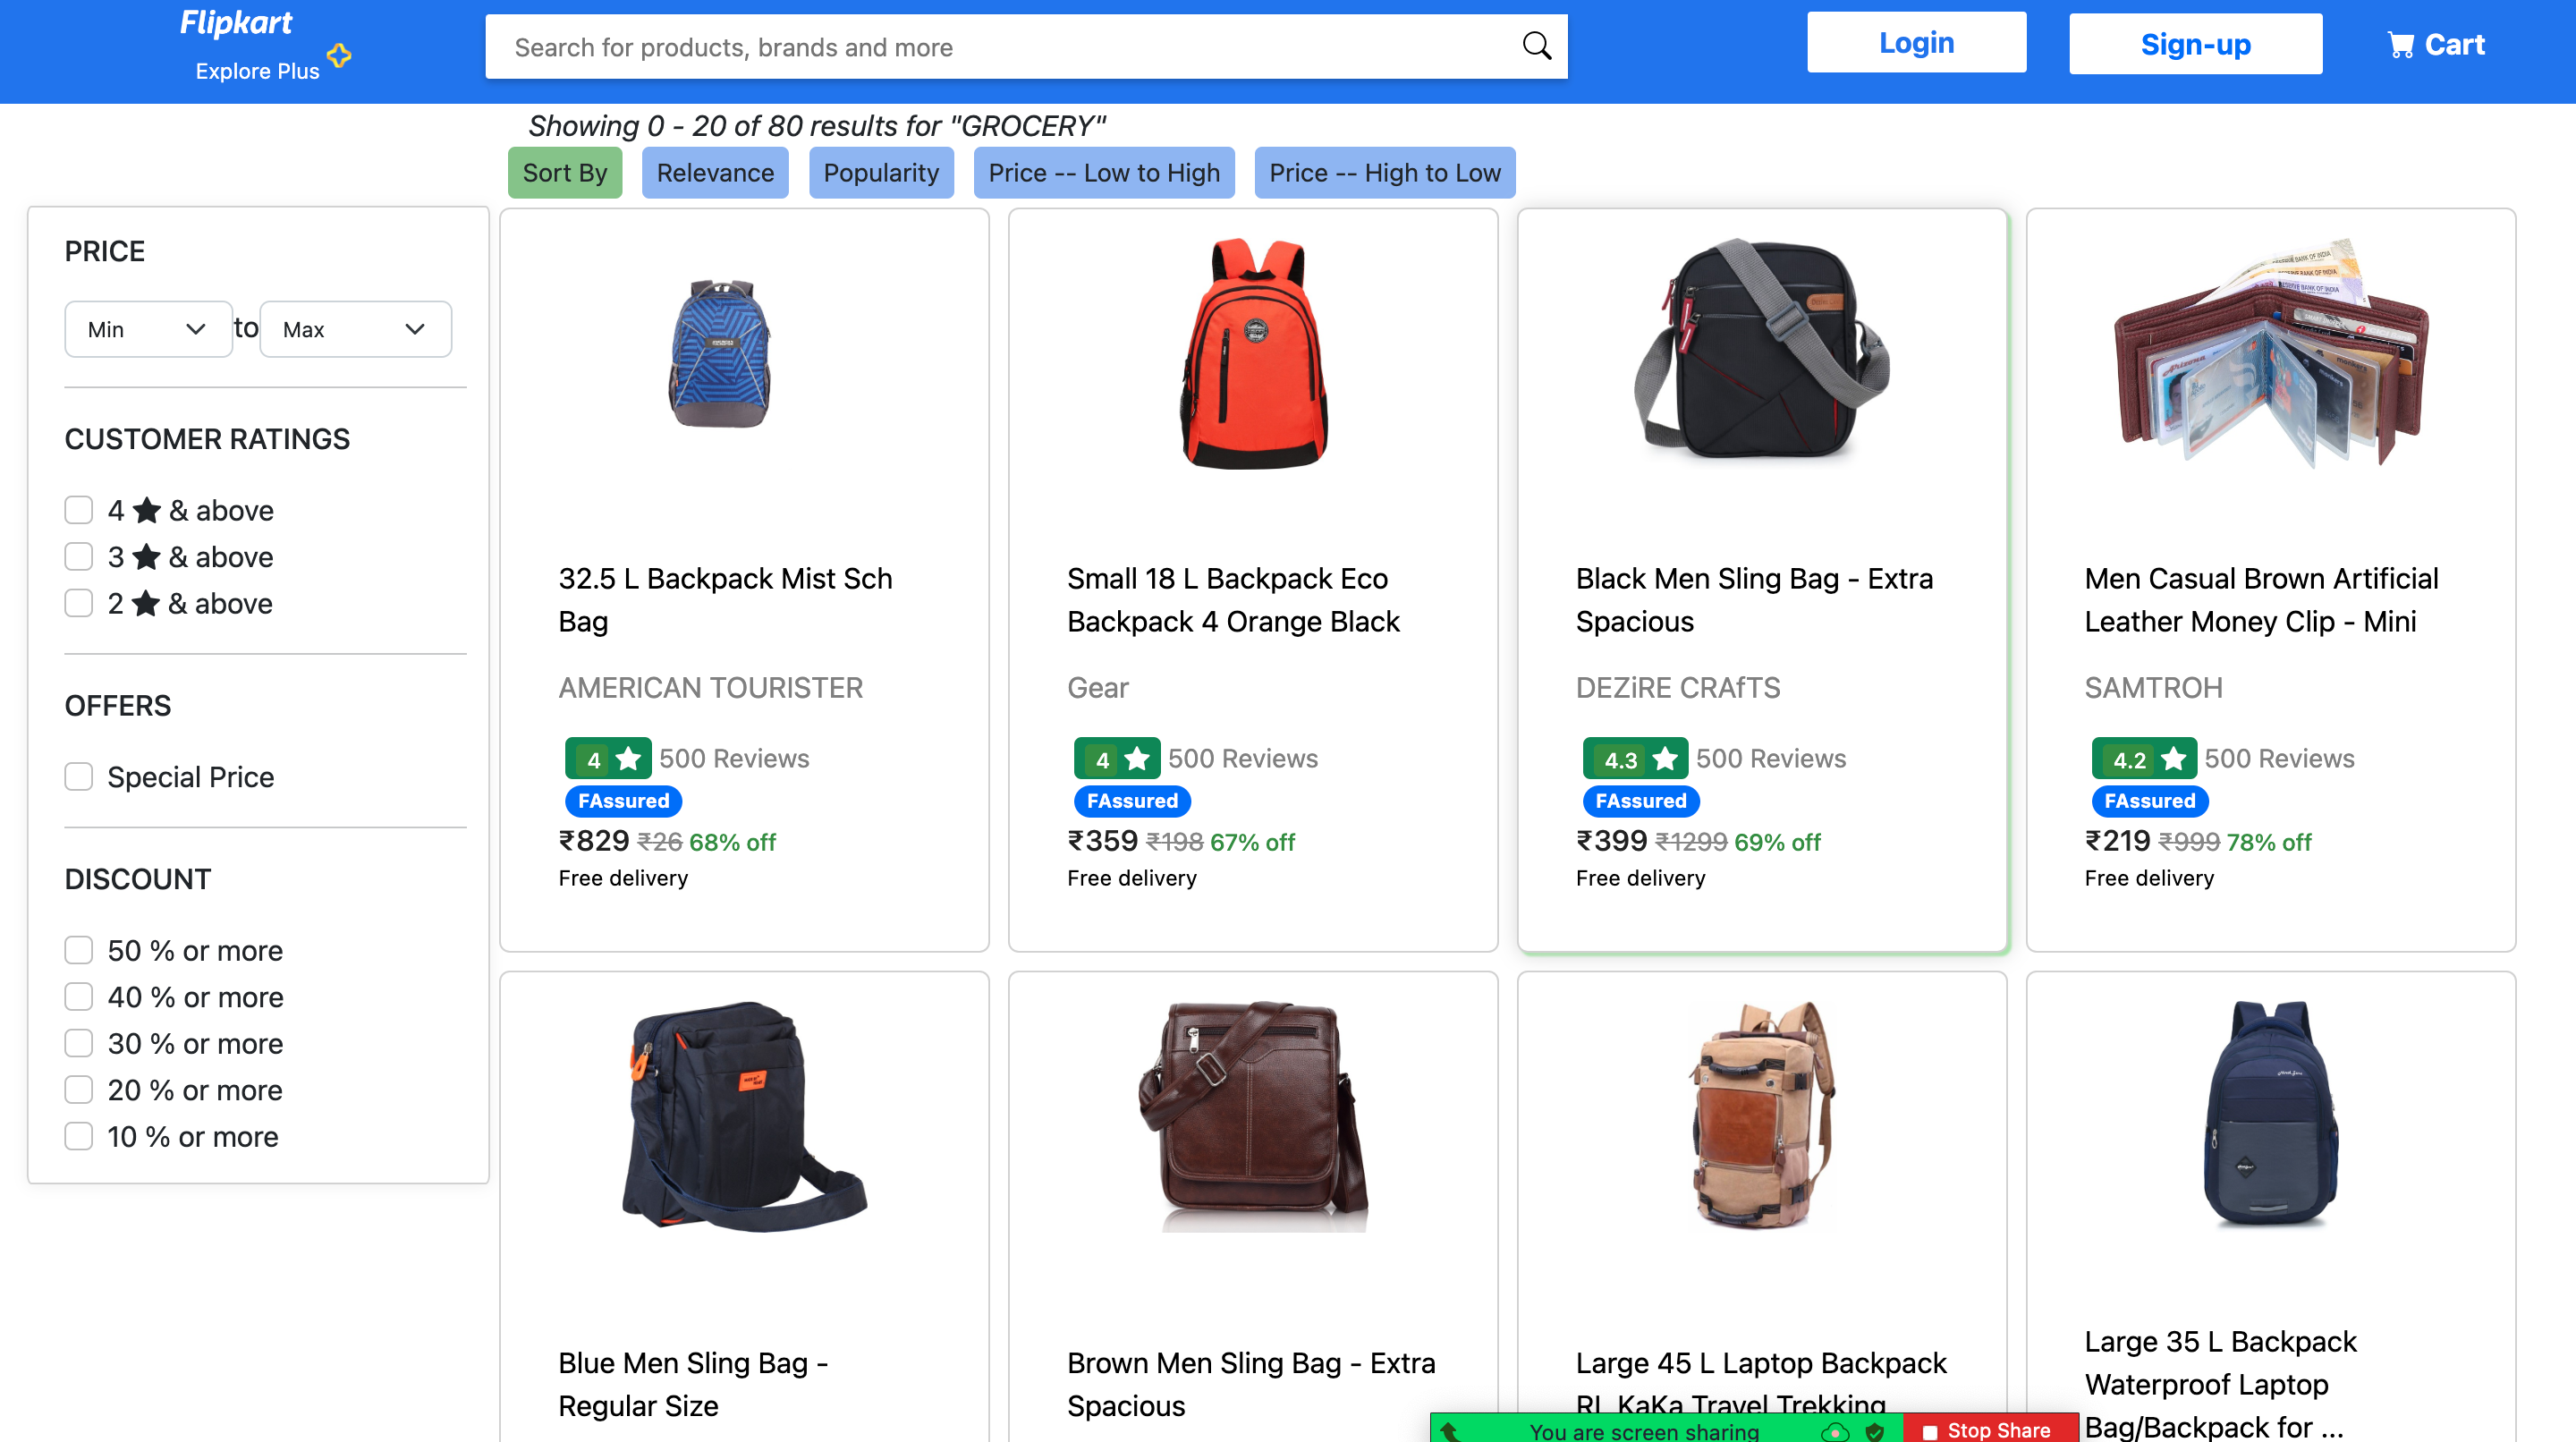 Flipkart
Explore Plus
Search for products, brands and more
Login
Sign-up
Cart
Showing 0 - 20 of 80 results for "GROCERY"
Sort By
Relevance
Popularity
Price -- Low to High
Price -- High to Low
PRICE
Min
to
Max
CUSTOMER RATINGS
4 ★ & above
3 ★ & above
2 ★ & above
OFFERS
Special Price
DISCOUNT
50 % or more
40 % or more
30 % or more
20 % or more
10 % or more
32.5 L Backpack Mist Sch
Bag
AMERICAN TOURISTER
4 ★ 500 Reviews
FAssured
₹829 ₹26 68% off
Free delivery
Small 18 L Backpack Eco
Backpack 4 Orange Black
Gear
4 ★ 500 Reviews
FAssured
₹359 ₹198 67% off
Free delivery
Black Men Sling Bag - Extra
Spacious
DEZiRE CRAfTS
4.3 ★ 500 Reviews
FAssured
₹399 ₹1299 69% off
Free delivery
BANK OF INDIA
Men Casual Brown Artificial
Leather Money Clip - Mini
SAMTROH
4.2 ★ 500 Reviews
FAssured
₹219 ₹999 78% off
Free delivery
Blue Men Sling Bag -
Regular Size
Brown Men Sling Bag - Extra
Spacious
Large 45 L Laptop Backpack
RL KaKa Travel Trekking
Large 35 L Backpack
Waterproof Laptop
Bag/Backpack for ...
You are screen sharing
Stop Share